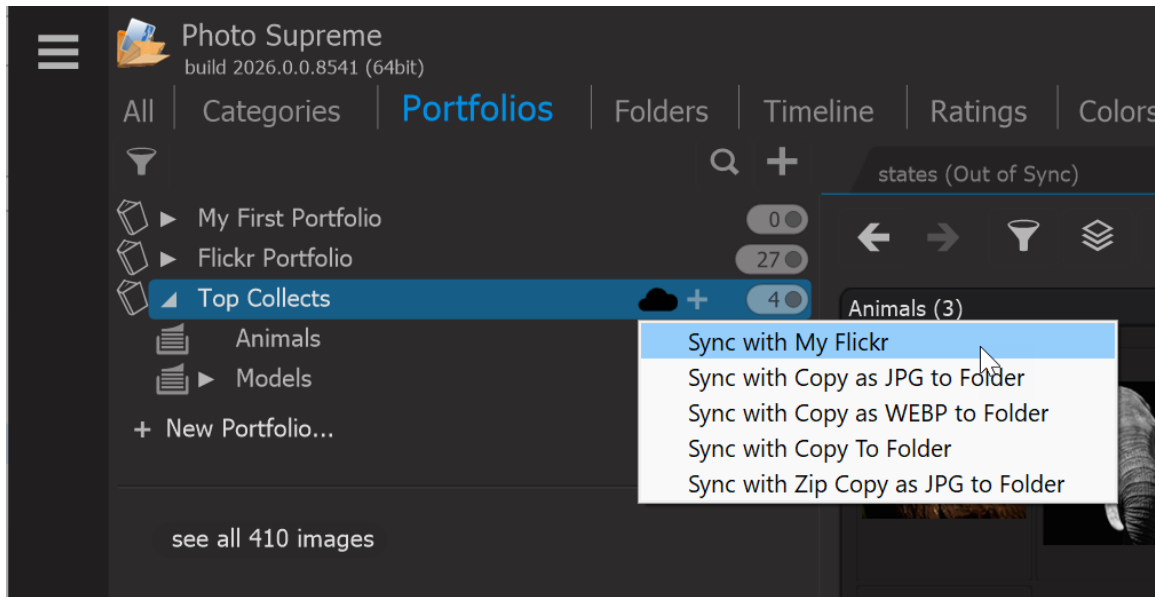 Photo Supreme
build 2026.0.0.8541 (64bit)
All Categories Portfolios Folders Timeline Ratings Colors
states (Out of Sync)
My First Portfolio 0
Flickr Portfolio 27
Top Collects 4
Animals (3)
Animals
Models
+ New Portfolio...
Sync with My Flickr
Sync with Copy as JPG to Folder
Sync with Copy as WEBP to Folder
Sync with Copy To Folder
Sync with Zip Copy as JPG to Folder
see all 410 images